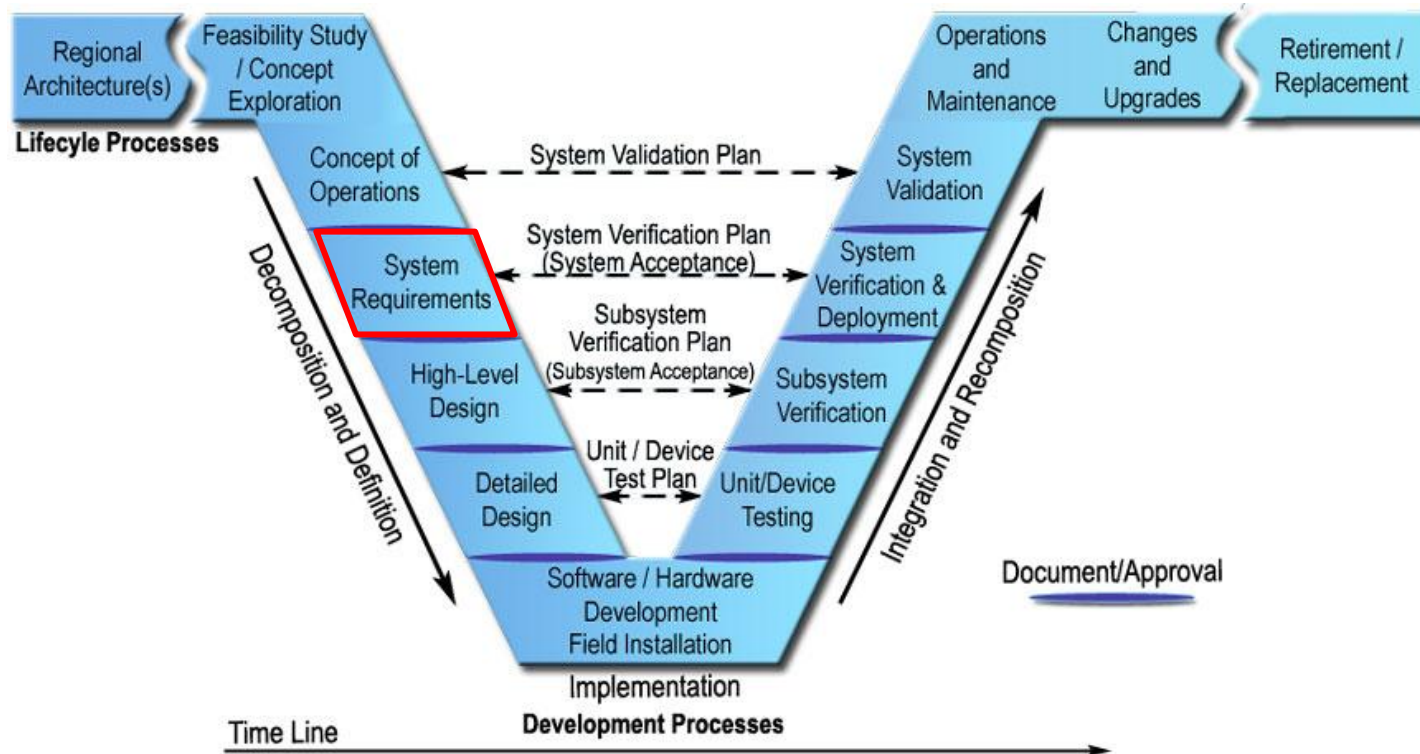 Regional
Architecture(s)
Feasibility Study
/ Concept
Exploration
Operations
and
Maintenance
Changes
and
Upgrades
Retirement /
Replacement
Lifecyle Processes
Concept of
Operations
System Validation Plan
System
Validation
System
Requirements
System Verification Plan
(System Acceptance)
System
Verification &
Deployment
Decomposition and Definition
High-Level
Design
Subsystem
Verification Plan
(Subsystem Acceptance)
Subsystem
Verification
Integration and Recomposition
Detailed
Design
Unit / Device
Test Plan
Unit/Device
Testing
Software / Hardware
Development
Field Installation
Document/Approval
Implementation
Development Processes
Time Line